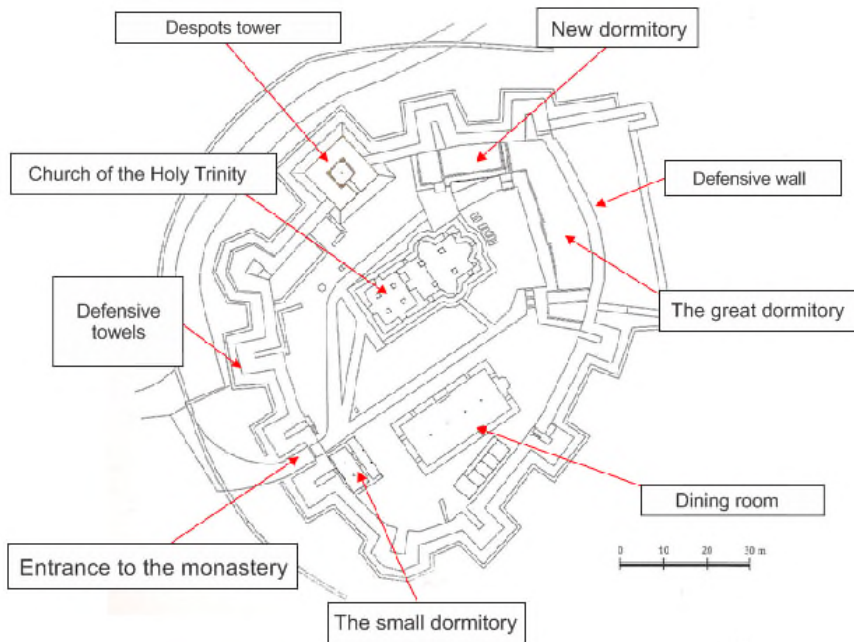 Despots tower
New dormitory
Church of the Holy Trinity
Defensive wall
Defensive
towels
The great dormitory
Dining room
Entrance to the monastery
0 10 20 30 m
The small dormitory